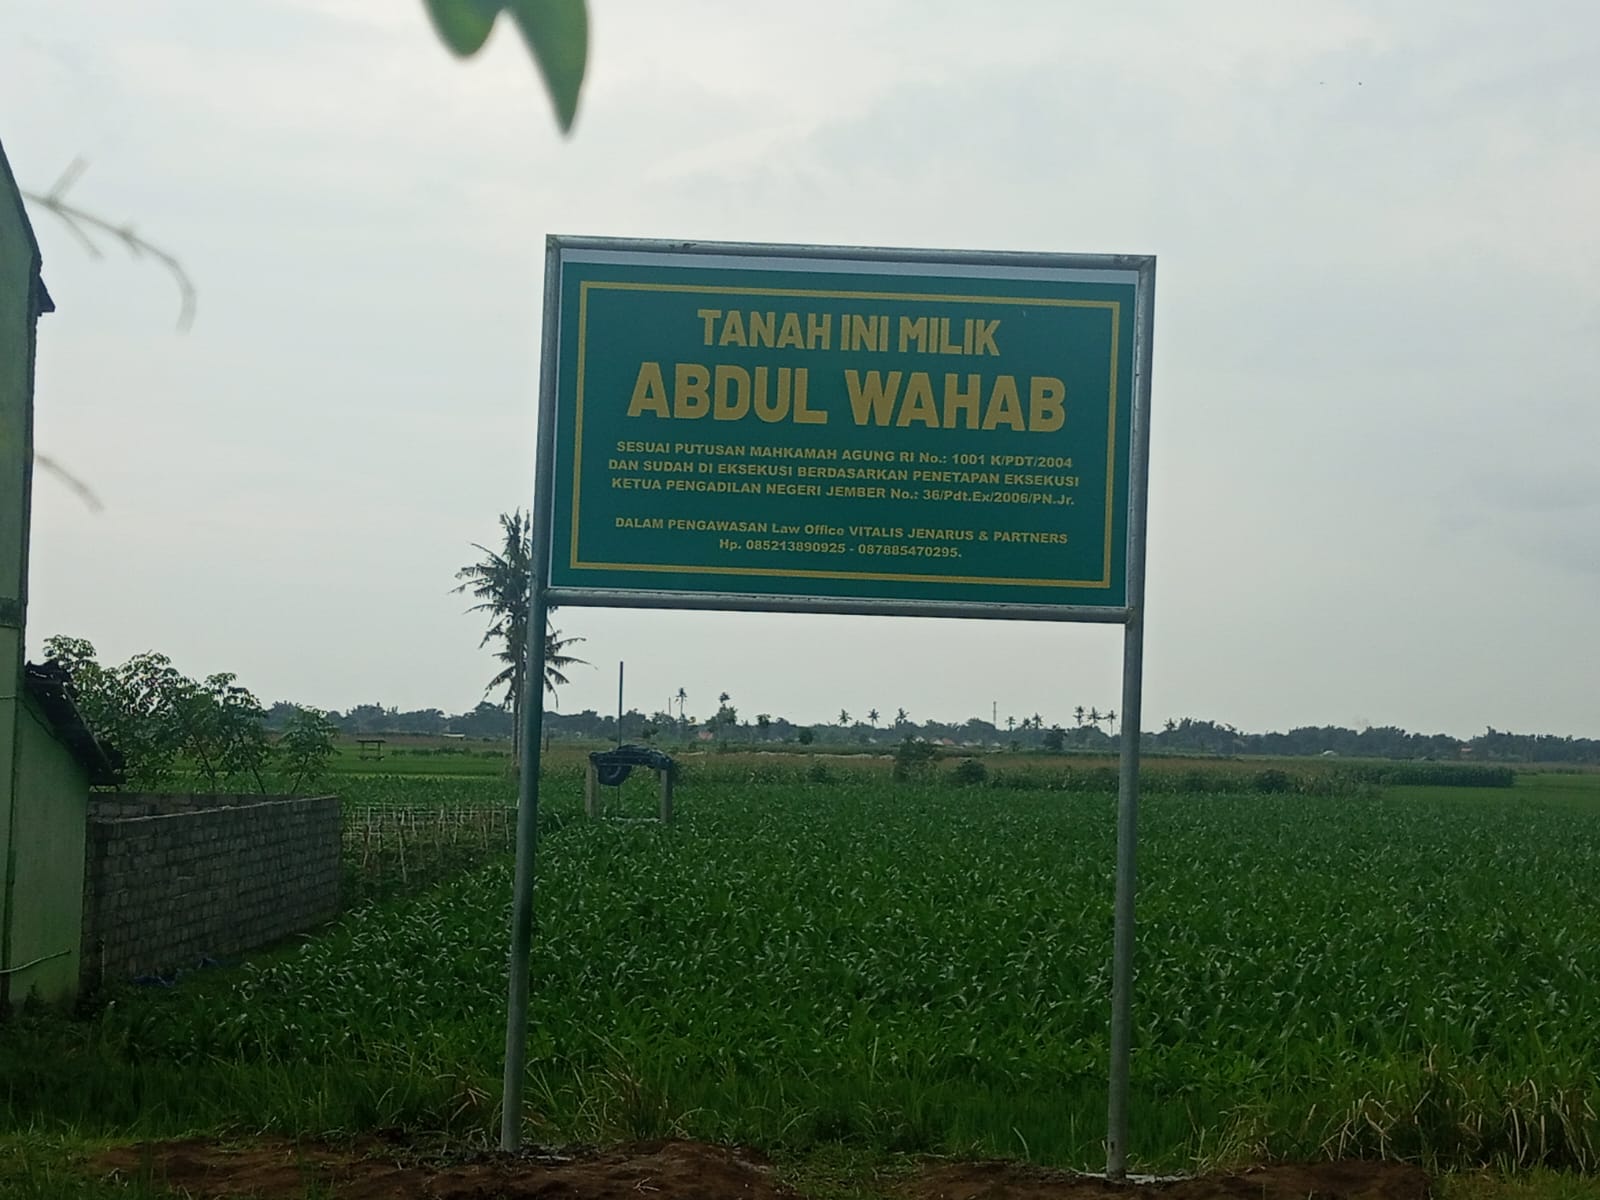 TANAH INI MILIK
ABDUL WAHAB
SESUAI PUTUSAN MAHKAMAH AGUNG RI No.: 1001 K/PDT/2004
DAN SUDAH DI EKSEKUSI BERDASARKAN PENETAPAN EKSEKUSI
KETUA PENGADILAN NEGERI JEMBER No.: 36/Pdt.Ex/2006/PN.Jr.
DALAM PENGAWASAN Law Office VITALIS JENARUS & PARTNERS
Hp. 085213890925 - 087885470295.